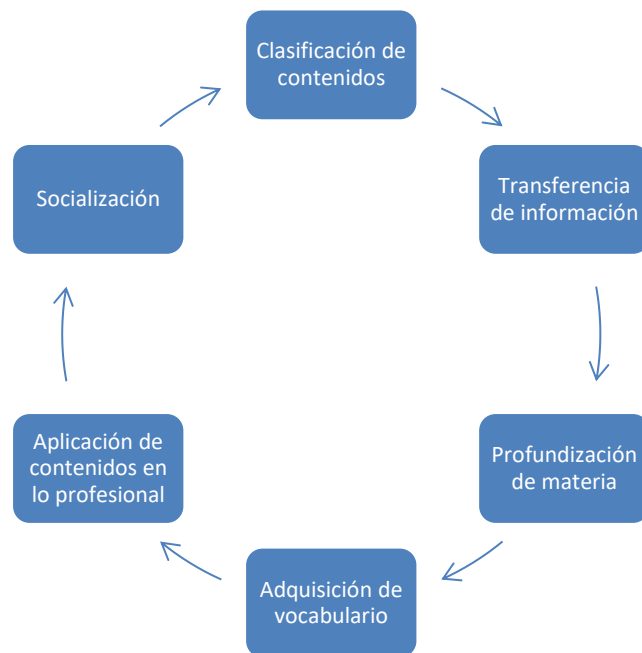 Clasificación de
contenidos
Transferencia
de información
Profundización
de materia
Adquisición de
vocabulario
Aplicación de
contenidos en
lo profesional
Socialización